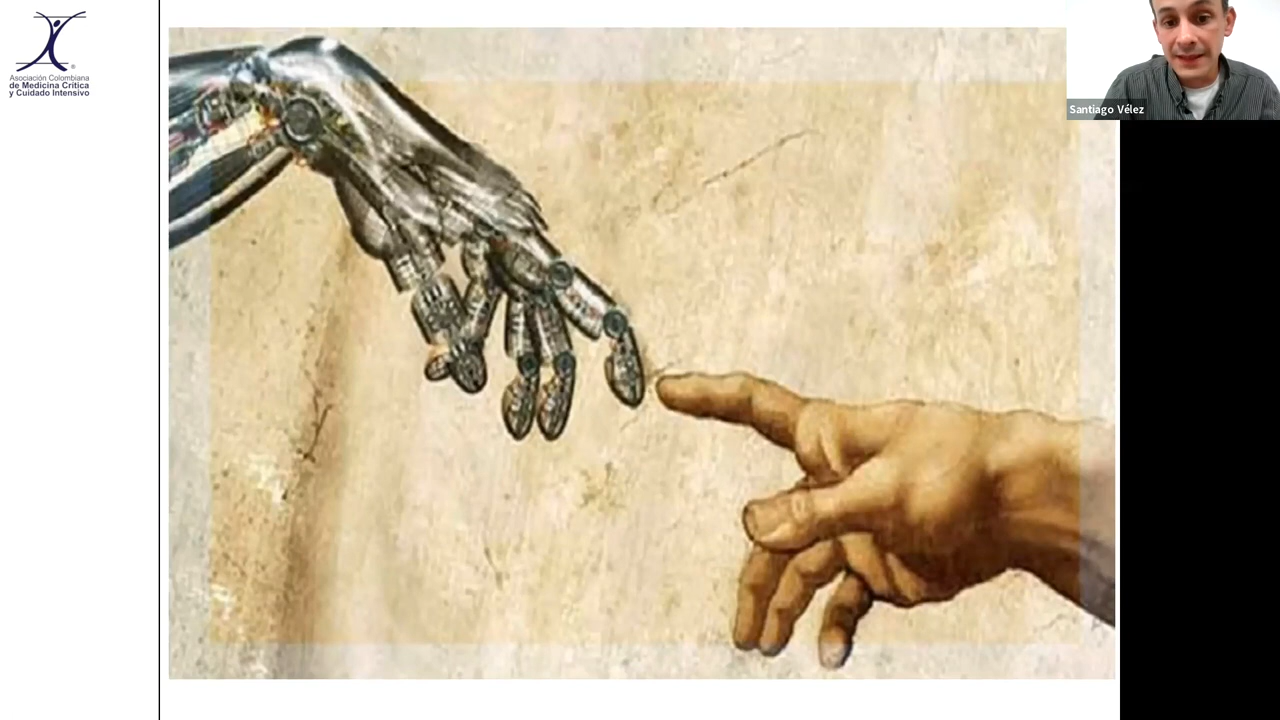 Asociación Colombiana
de Medicina Crítica
y Cuidado Intensivo
Santiago Vélez